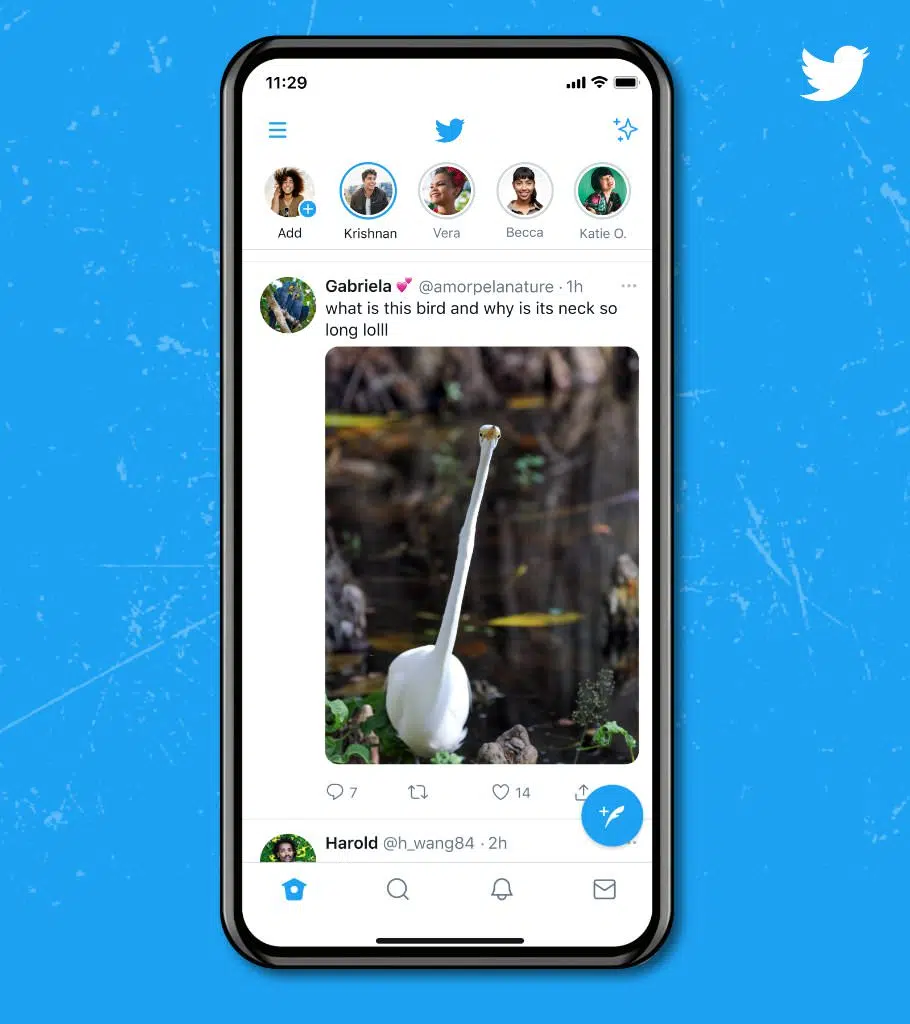 11:29
Add Krishnan Vera Becca Katie O.
Gabriela 💕 @amorpelanature · 1h
what is this bird and why is its neck so
long lolll
7 14
Harold @h_wang84 · 2h